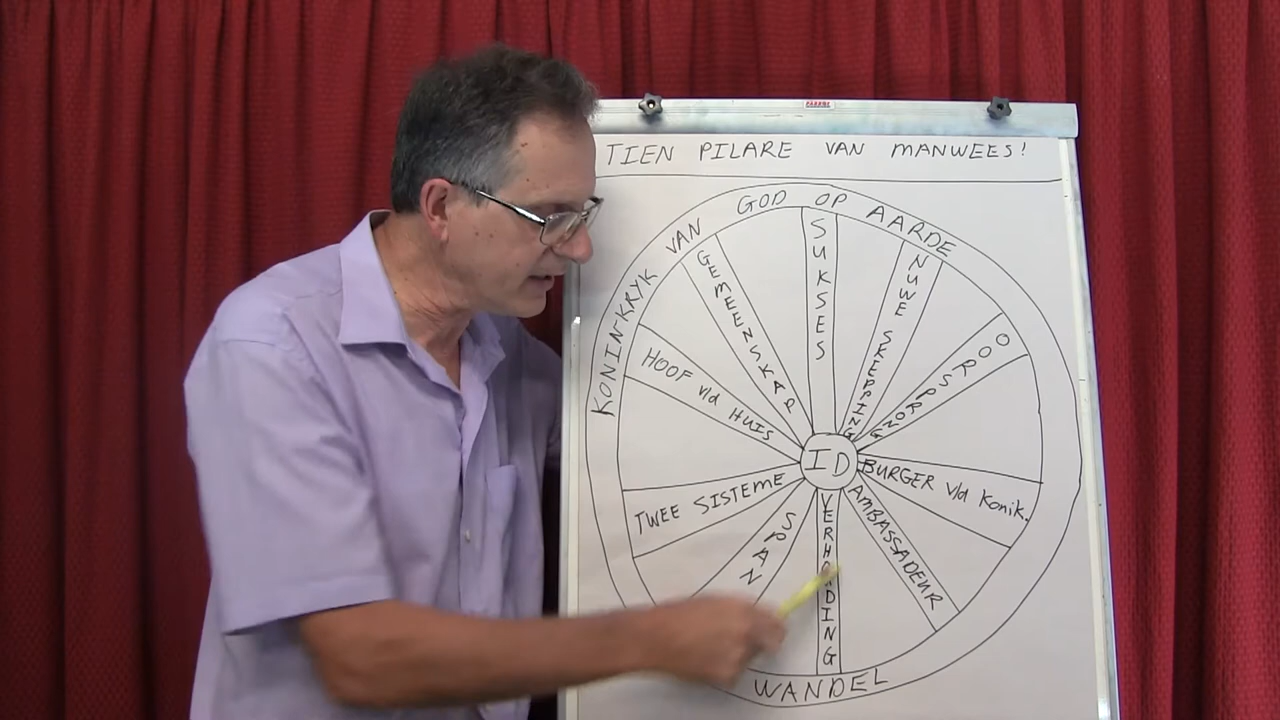 PARROT
TIEN PILARE VAN MANWEES!
KONINKRYK VAN GOD OP AARDE
SUKSES
NUWE SKEPPING
OORSPRONG
BURGER v/d Konik.
AMBASSADEUR
VERHOUDING
SPAN
TWEE SISTEME
HOOF v/d HUIS
GEMEENSKAP
ID
WANDEL